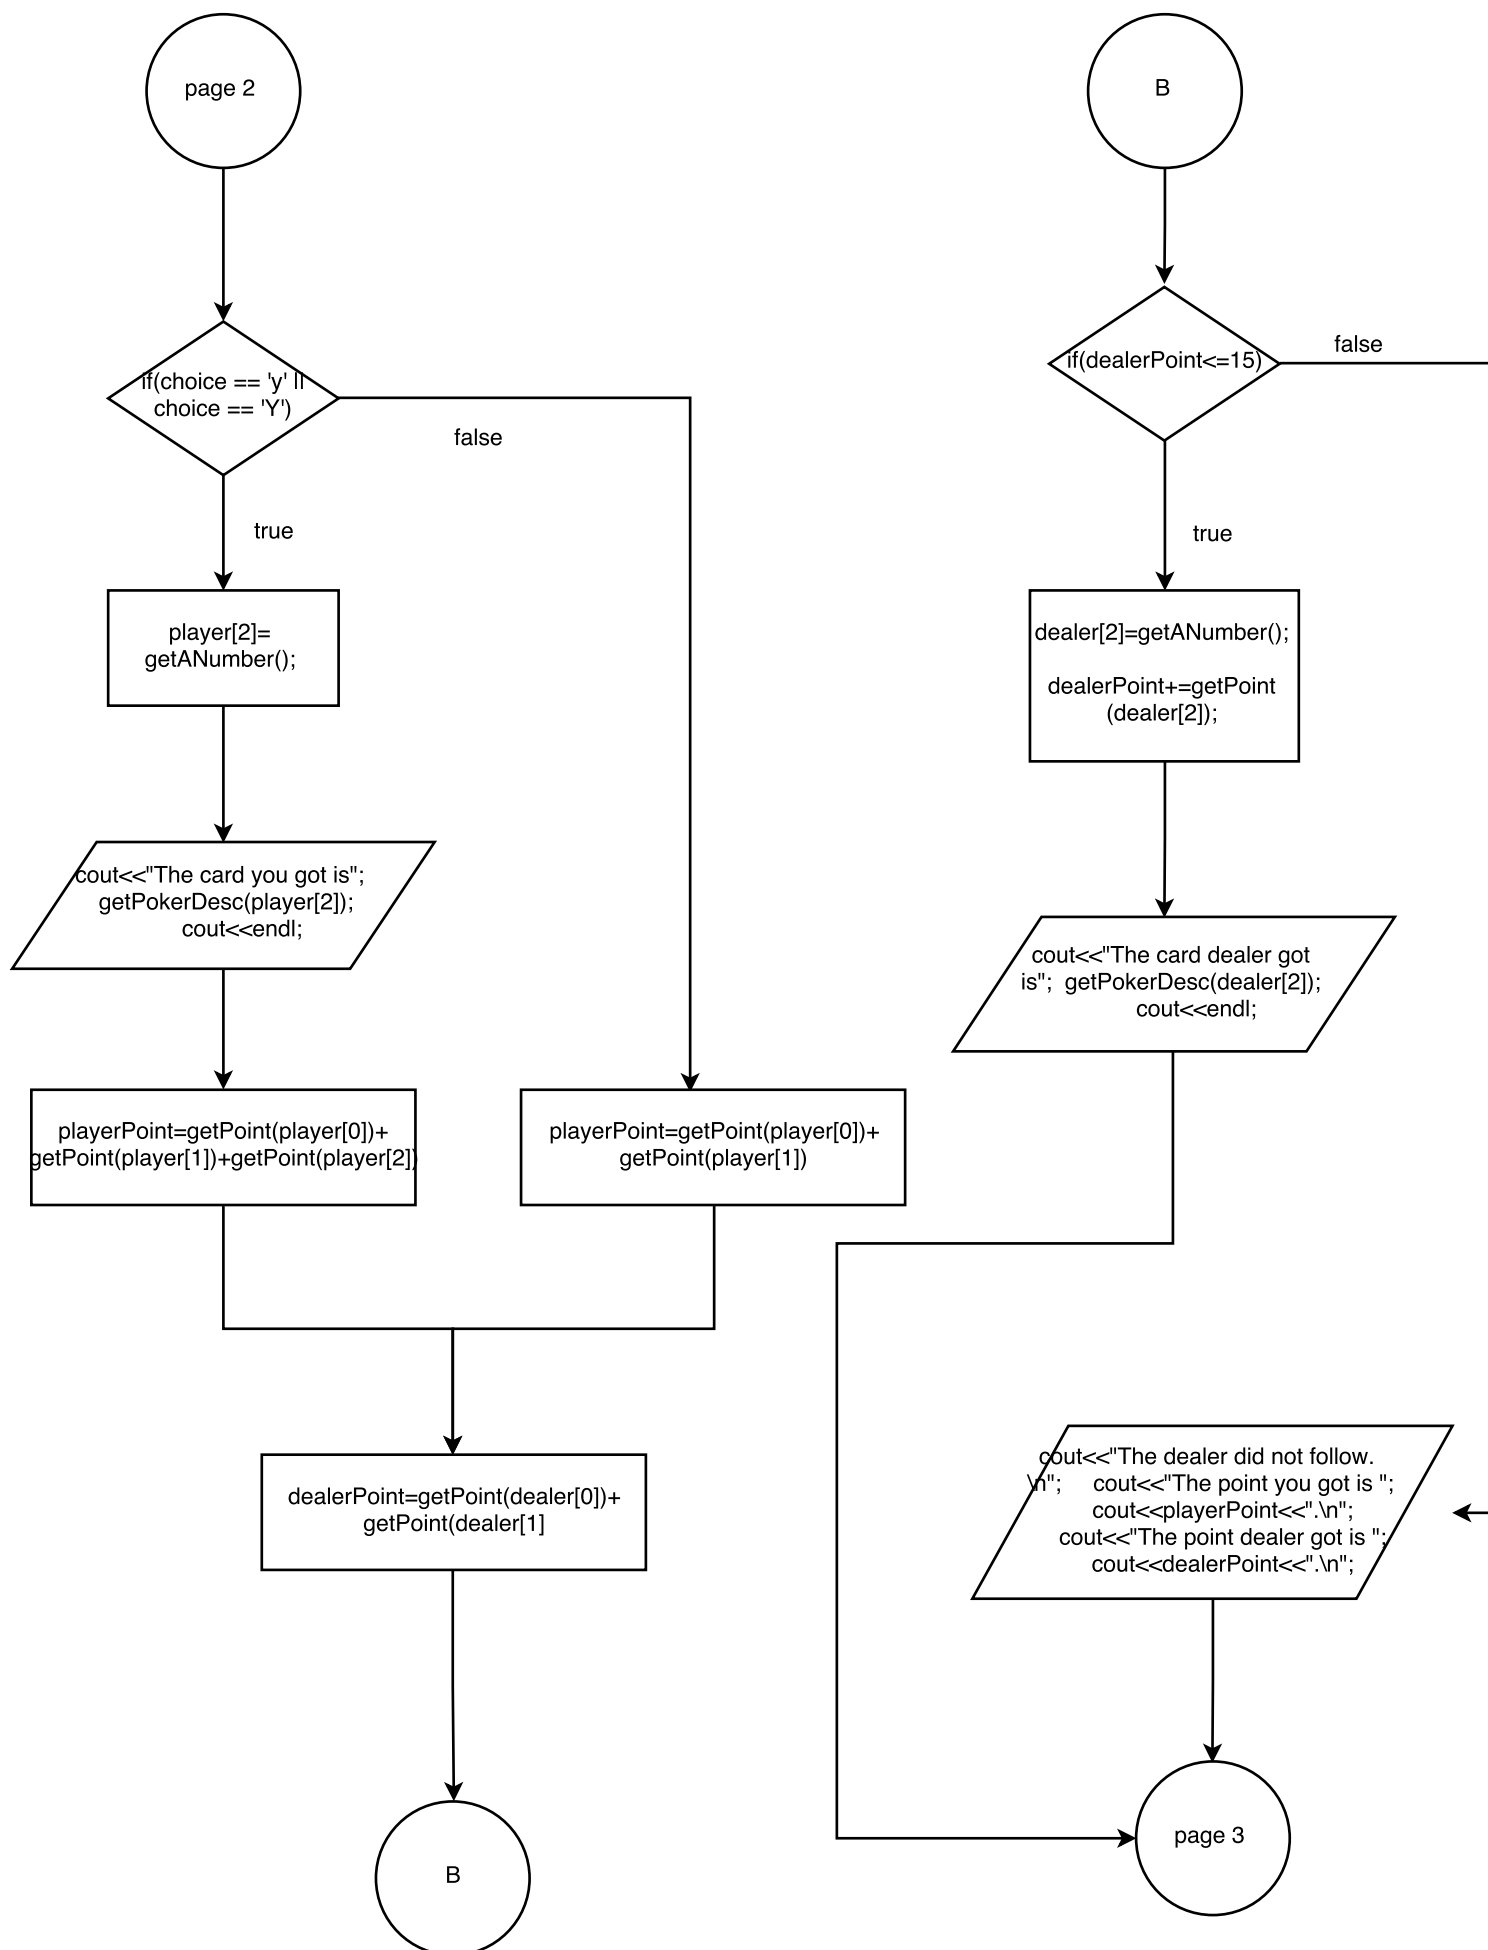 page 2
if(choice == 'y' ||
choice == 'Y')
false
true
player[2]=
getANumber();
cout<<"The card you got is";
getPokerDesc(player[2]);
cout<<endl;
playerPoint=getPoint(player[0])+
getPoint(player[1])+getPoint(player[2])
playerPoint=getPoint(player[0])+
getPoint(player[1])
dealerPoint=getPoint(dealer[0])+
getPoint(dealer[1]
B
B
if(dealerPoint<=15)
false
true
dealer[2]=getANumber();
dealerPoint+=getPoint
(dealer[2]);
cout<<"The card dealer got
is";  getPokerDesc(dealer[2]);
cout<<endl;
cout<<"The dealer did not follow.
\n";     cout<<"The point you got is ";
cout<<playerPoint<<".\n";
cout<<"The point dealer got is ";
cout<<dealerPoint<<".\n";
page 3